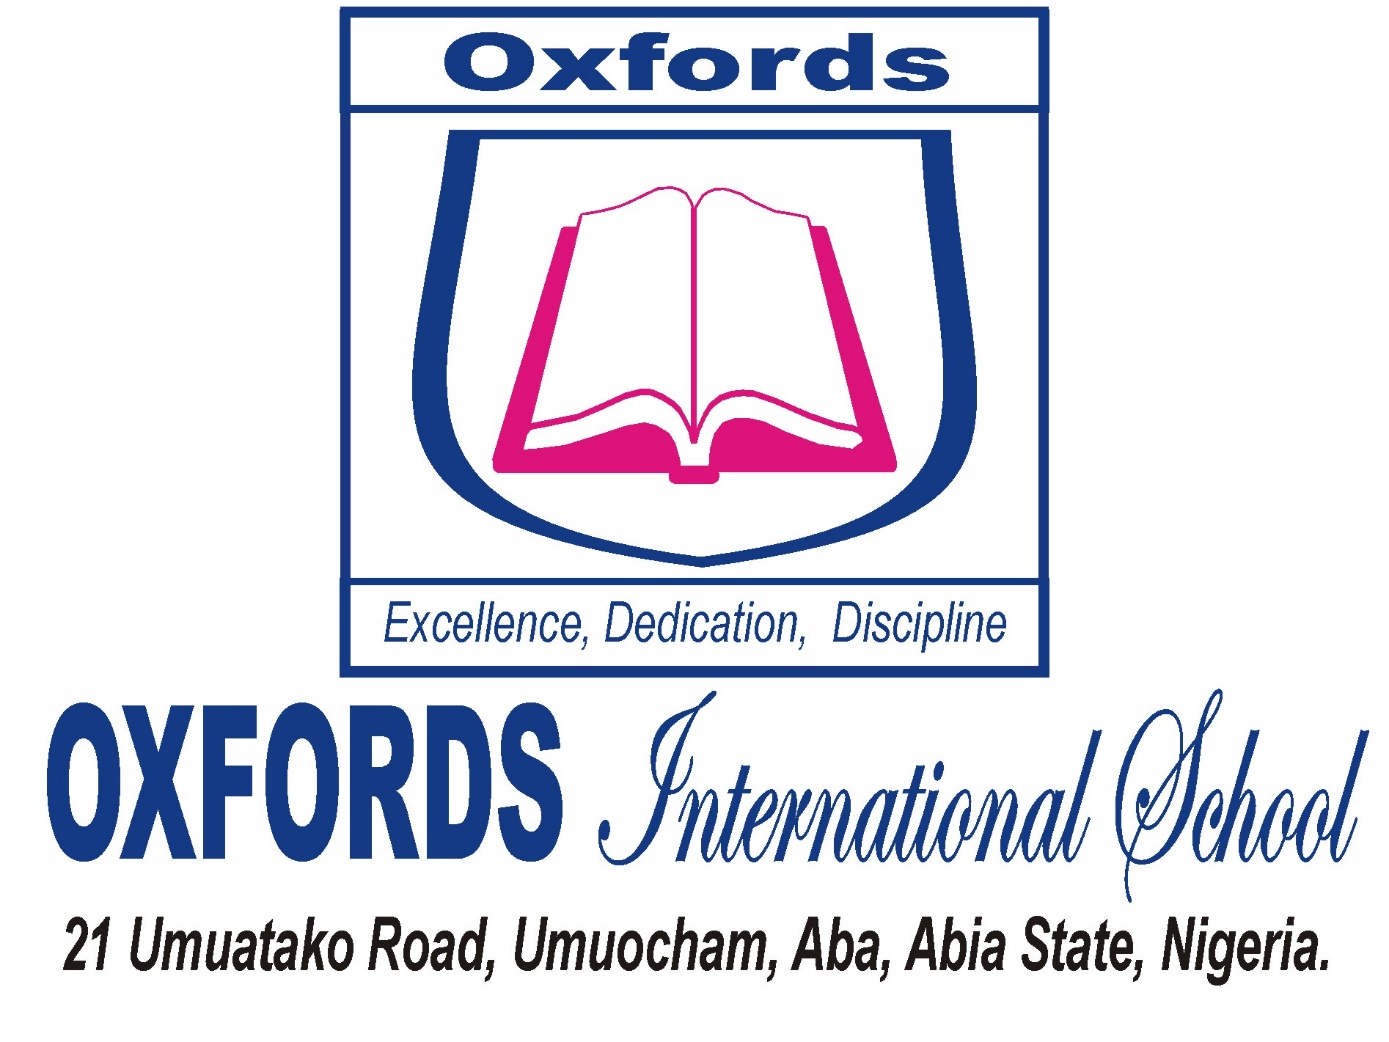 Oxfords
Excellence, Dedication, Discipline
OXFORDS International School
21 Umuatako Road, Umuocham, Aba, Abia State, Nigeria.